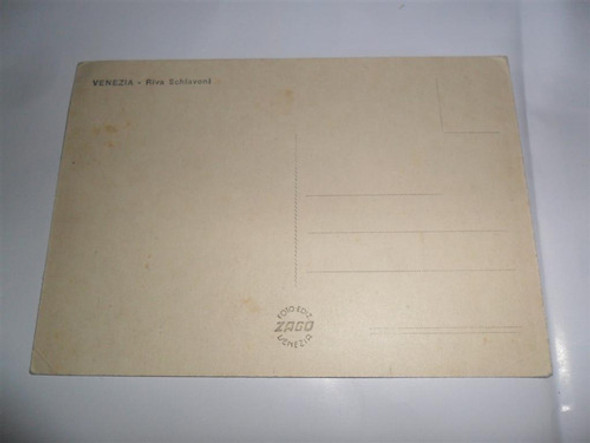 VENEZIA - Riva Schiavoni
FOTO EDIZ.
ZAGO
VENEZIA